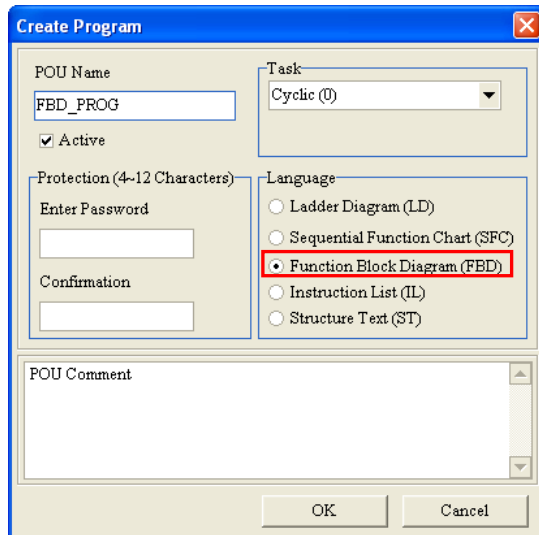 Create Program
POU Name
FBD_PROG
Active
Task
Cyclic (0)
Protection (4~12 Characters)
Enter Password
Confirmation
Language
Ladder Diagram (LD)
Sequential Function Chart (SFC)
Function Block Diagram (FBD)
Instruction List (IL)
Structure Text (ST)
POU Comment
OK
Cancel